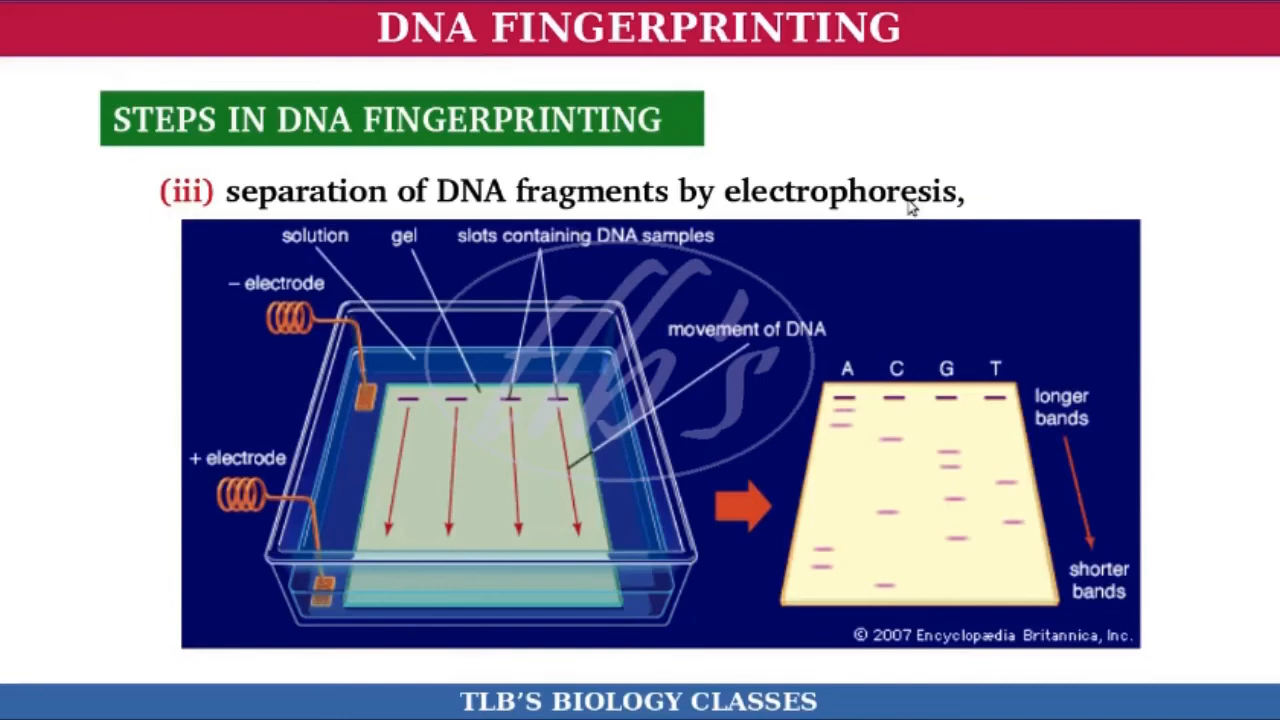 DNA FINGERPRINTING
STEPS IN DNA FINGERPRINTING
(iii) separation of DNA fragments by electrophoresis,
solution
gel
slots containing DNA samples
– electrode
movement of DNA
+ electrode
A C G T
longer
bands
shorter
bands
tlb's
© 2007 Encyclopædia Britannica, Inc.
TLB’S BIOLOGY CLASSES